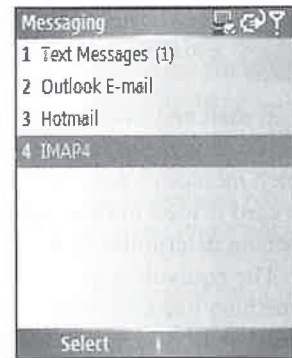 Messaging
1 Text Messages (1)
2 Outlook E-mail
3 Hotmail
4 IMAP4
Select